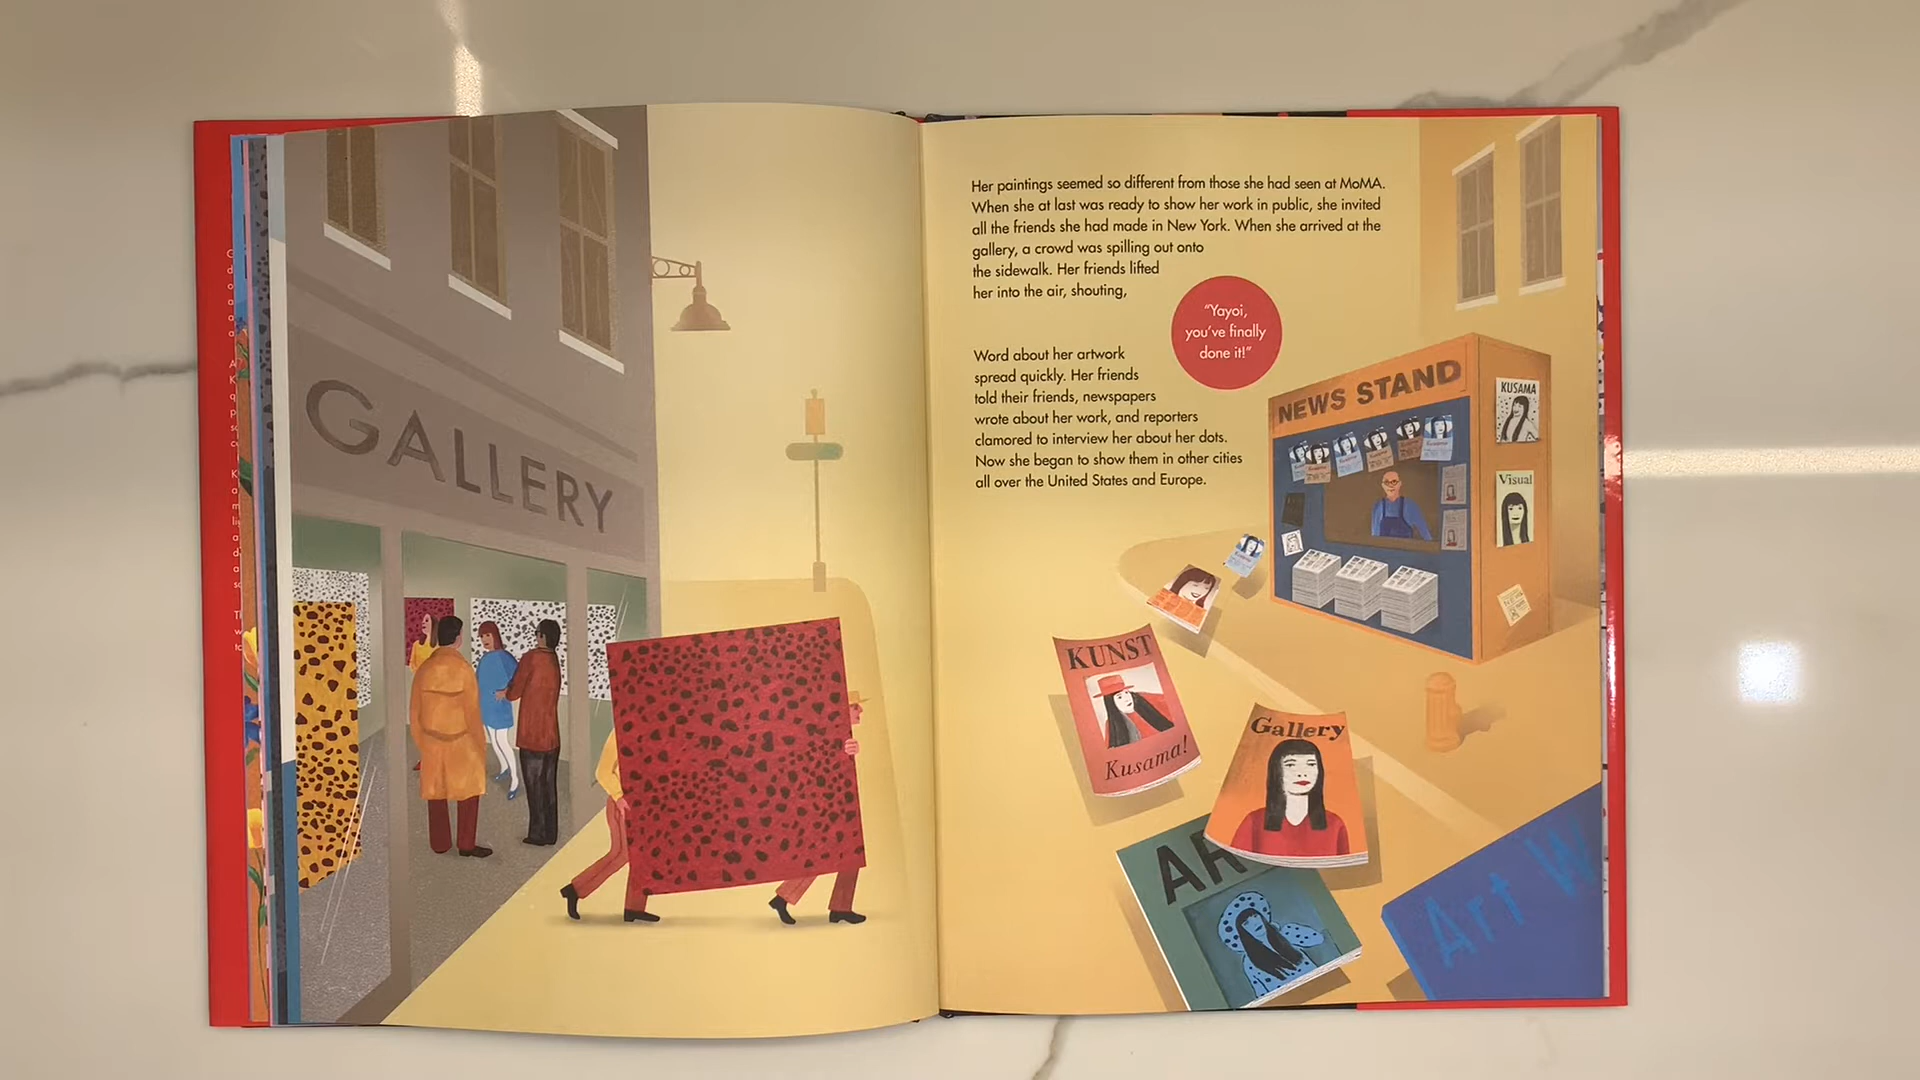 GALLERY
Her paintings seemed so different from those she had seen at MoMA.
When she at last was ready to show her work in public, she invited
all the friends she had made in New York. When she arrived at the
gallery, a crowd was spilling out onto
the sidewalk. Her friends lifted
her into the air, shouting,
“Yayoi,
you’ve finally
done it!”
Word about her artwork
spread quickly. Her friends
told their friends, newspapers
wrote about her work, and reporters
clamored to interview her about her dots.
Now she began to show them in other cities
all over the United States and Europe.
NEWS STAND
KUSAMA
Visual
KUNST
Kusama!
Gallery
AR
Art W